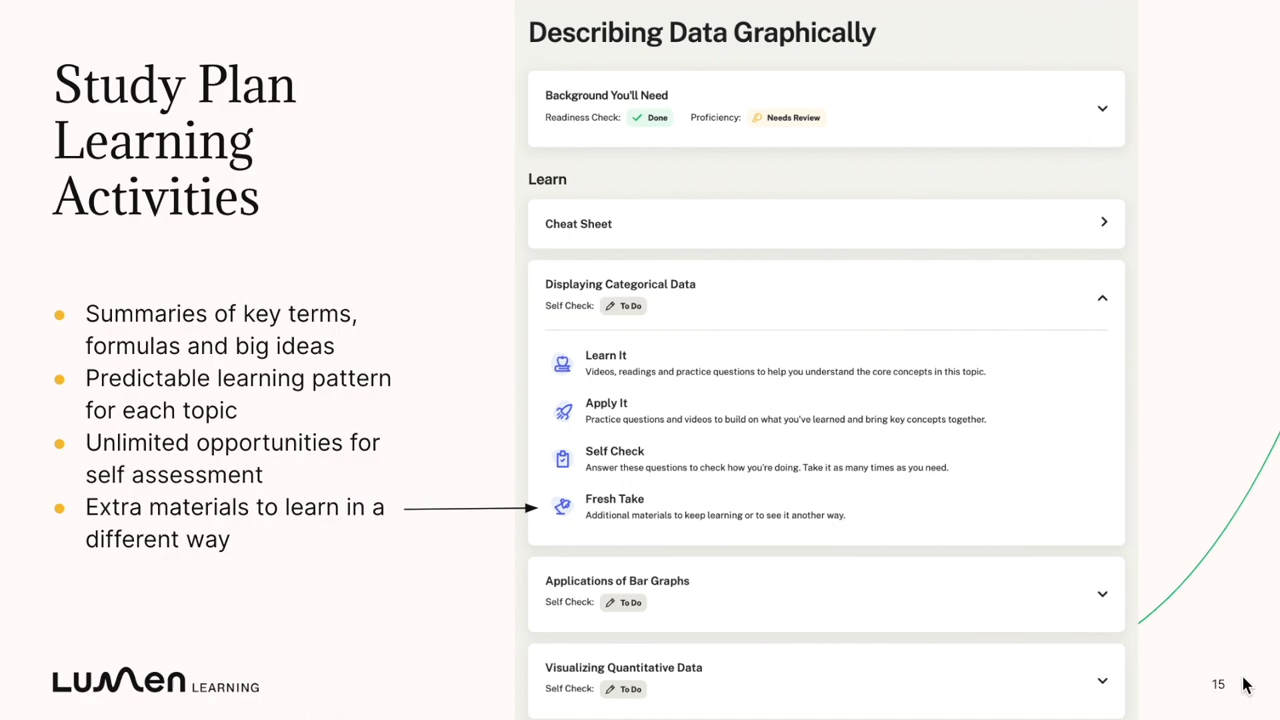 Study Plan
Learning
Activities
Summaries of key terms,
formulas and big ideas
Predictable learning pattern
for each topic
Unlimited opportunities for
self assessment
Extra materials to learn in a
different way
Lumen LEARNING
Describing Data Graphically
Background You'll Need
Readiness Check: Done Proficiency: Needs Review
Learn
Cheat Sheet
Displaying Categorical Data
Self Check: To Do
Learn It
Videos, readings and practice questions to help you understand the core concepts in this topic.
Apply It
Practice questions and videos to build on what you've learned and bring key concepts together.
Self Check
Answer these questions to check how you're doing. Take it as many times as you need.
Fresh Take
Additional materials to keep learning or to see it another way.
Applications of Bar Graphs
Self Check: To Do
Visualizing Quantitative Data
Self Check: To Do
15